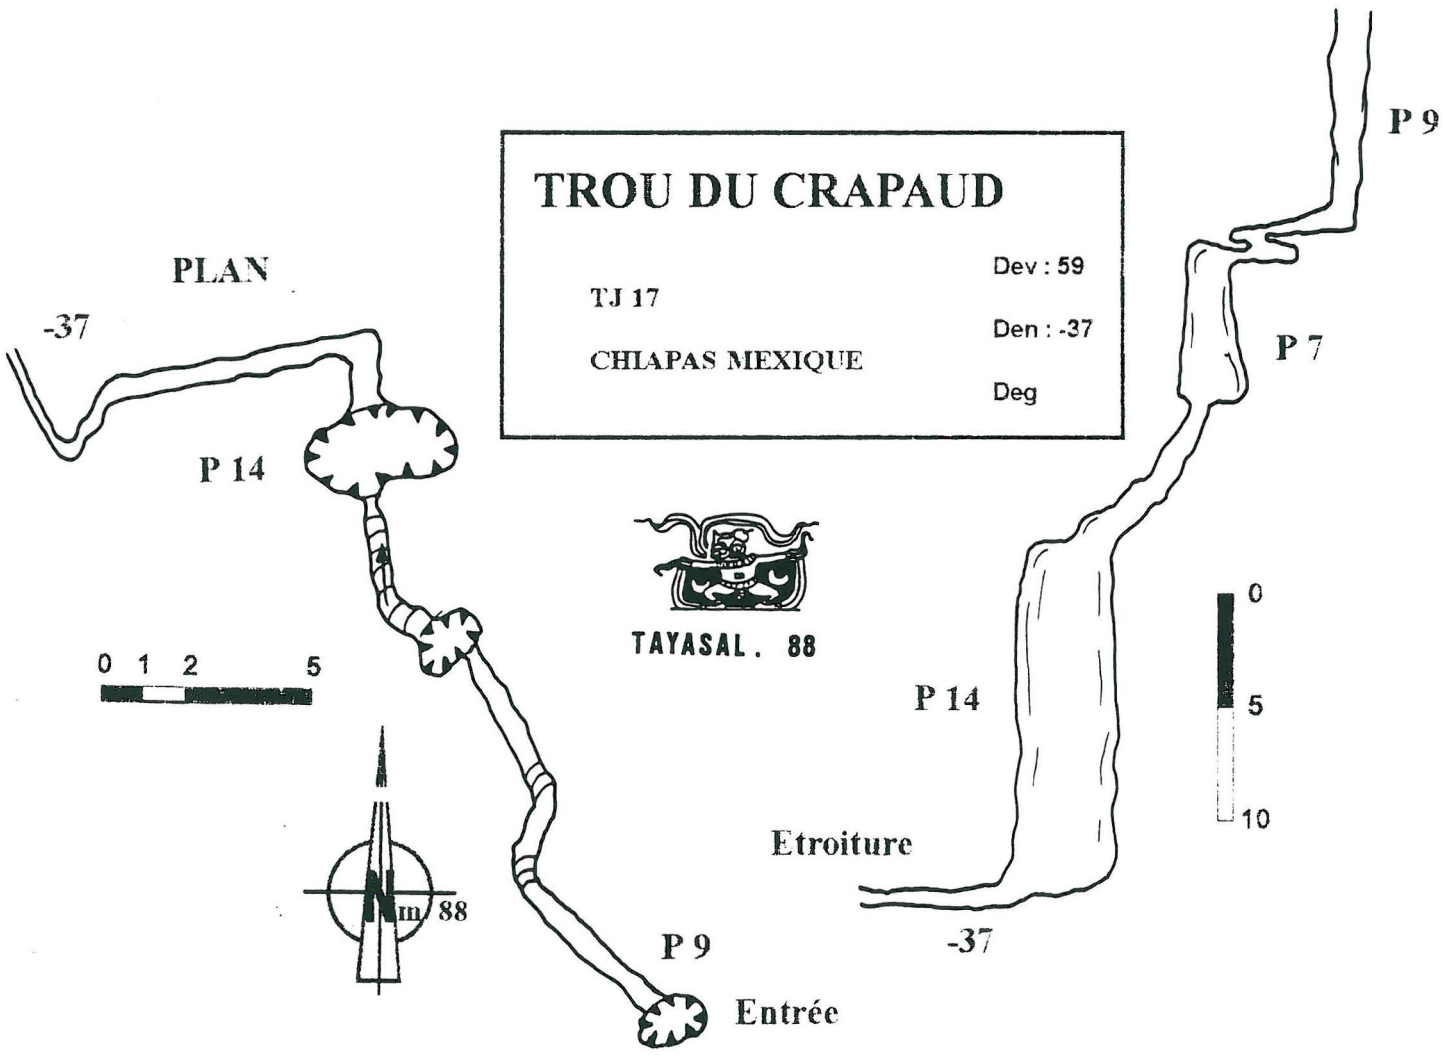 P 9
TROU DU CRAPAUD
Dev : 59
PLAN
TJ 17
-37
Den : -37
P 7
CHIAPAS MEXIQUE
Deg
P 14
0
TAYASAL. 88
0 1 2 5
P 14
5
10
Etroiture
N
m 88
-37
P 9
Entrée